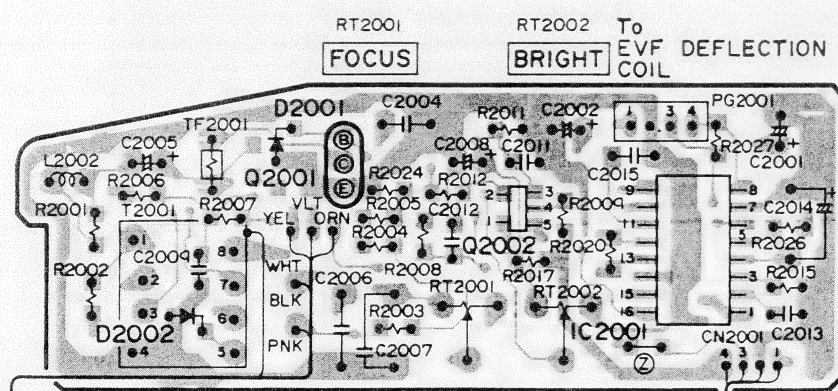 RT2001 RT2002 To
FOCUS BRIGHT EVF DEFLECTION
COIL
D2001 C2004 R2011 C2002 1 3 4 PG2001
TF2001 B
C2005 + C2008 + C2011 + R2027 +
L2002 C C2015 C2001
R2006 Q2001 E R2024 R2012 2 3 9 8
R2001 T2001 R2007 VLT R2005 C2012 4 R2009 7
YEL ORN 1 5 11 C2014
1 8 R2004 Q2002 R2020 5 R2026
R2002 C2009 WHT C2006 R2008 R2017 13
2 7 RT2001 RT2002 3 R2015
BLK 15
3 6 R2003 IC2001 16 1 C2013
D2002 PNK C2007 CN2001
4 5 Z 4 3 1